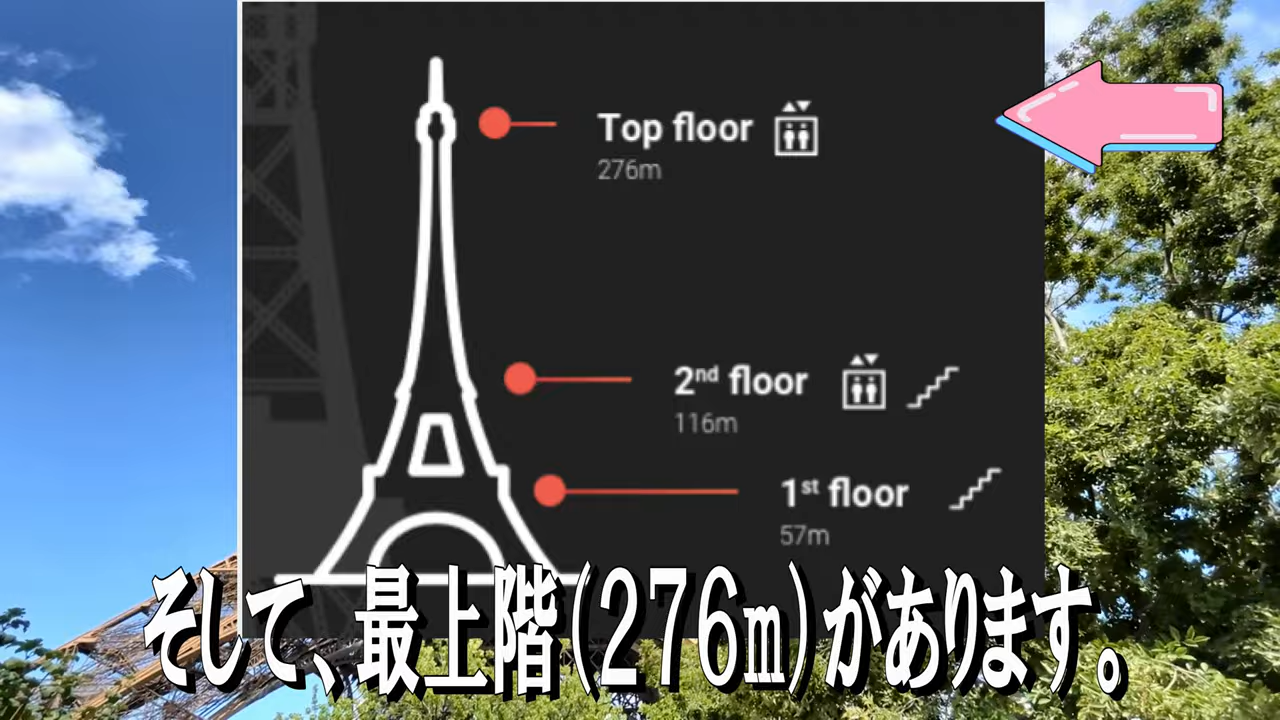 Top floor
276m
2nd floor
116m
1st floor
57m
そして、最上階(276m)があります。